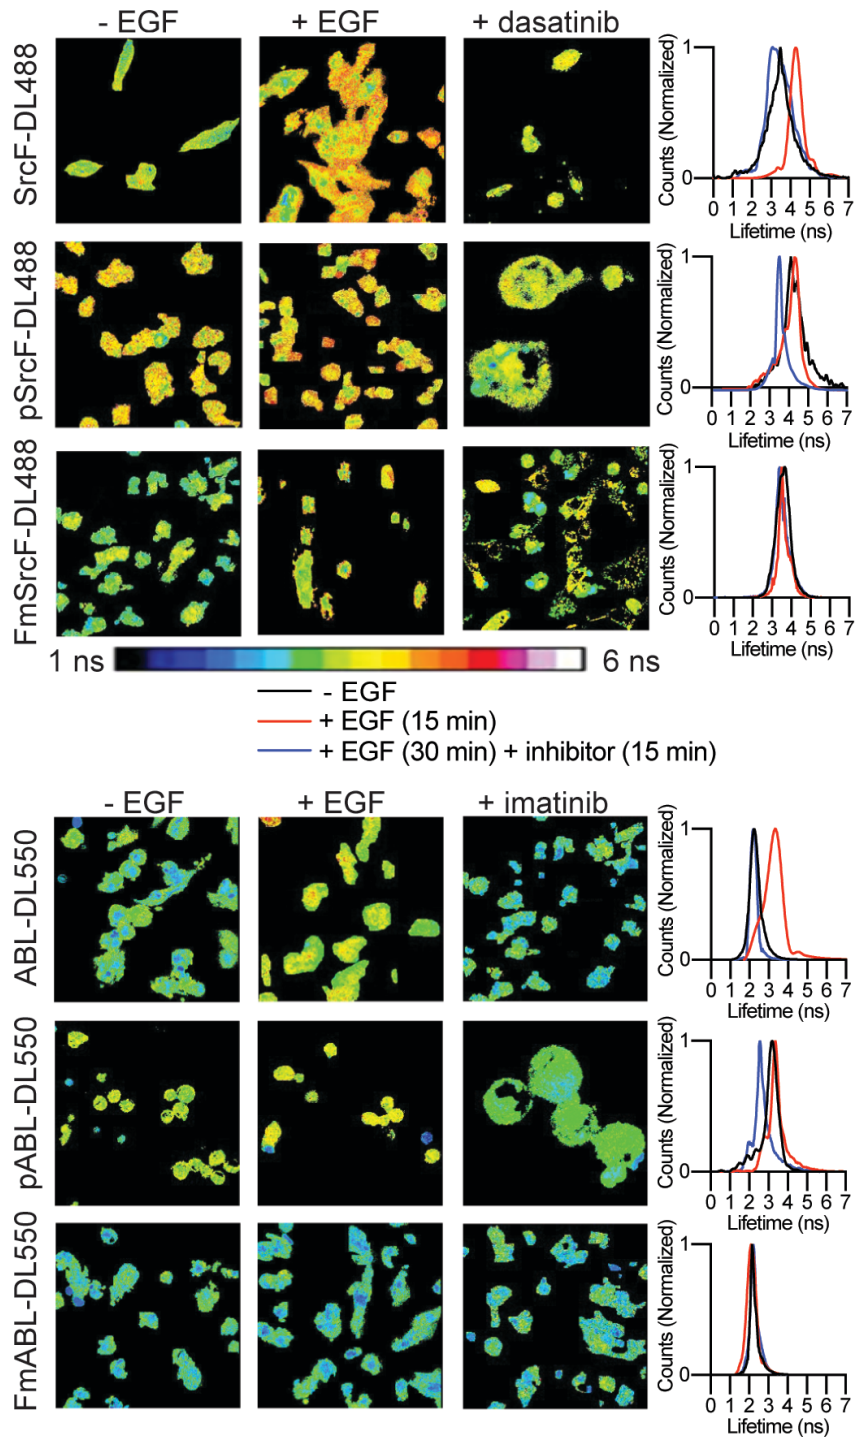 - EGF
+ EGF
+ dasatinib
SrcF-DL488
Counts (Normalized)
1
0
0 1 2 3 4 5 6 7
Lifetime (ns)
pSrcF-DL488
Counts (Normalized)
1
0
0 1 2 3 4 5 6 7
Lifetime (ns)
FmSrcF-DL488
Counts (Normalized)
1
0
0 1 2 3 4 5 6 7
Lifetime (ns)
1 ns
6 ns
- EGF
+ EGF (15 min)
+ EGF (30 min) + inhibitor (15 min)
- EGF
+ EGF
+ imatinib
ABL-DL550
Counts (Normalized)
1
0
0 1 2 3 4 5 6 7
Lifetime (ns)
pABL-DL550
Counts (Normalized)
1
0
0 1 2 3 4 5 6 7
Lifetime (ns)
FmABL-DL550
Counts (Normalized)
1
0
0 1 2 3 4 5 6 7
Lifetime (ns)